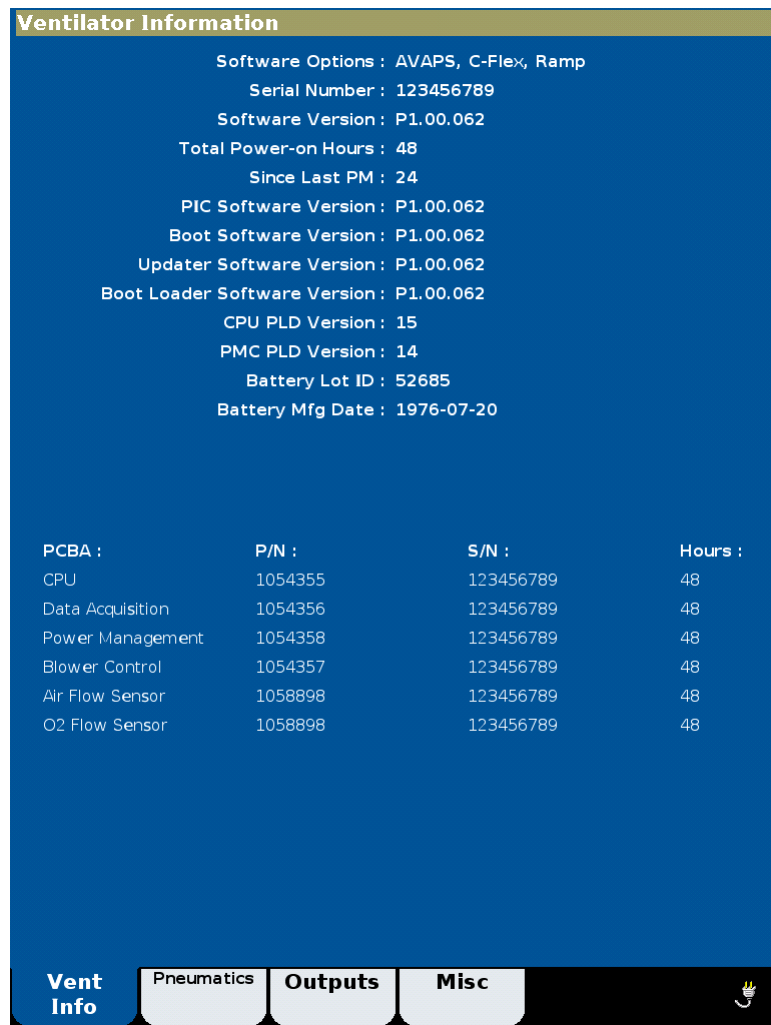 Ventilator Information
Software Options : AVAPS, C-Flex, Ramp
Serial Number : 123456789
Software Version : P1.00.062
Total Power-on Hours : 48
Since Last PM : 24
PIC Software Version : P1.00.062
Boot Software Version : P1.00.062
Updater Software Version : P1.00.062
Boot Loader Software Version : P1.00.062
CPU PLD Version : 15
PMC PLD Version : 14
Battery Lot ID : 52685
Battery Mfg Date : 1976-07-20
PCBA : P/N : S/N : Hours :
CPU 1054355 123456789 48
Data Acquisition 1054356 123456789 48
Power Management 1054358 123456789 48
Blower Control 1054357 123456789 48
Air Flow Sensor 1058898 123456789 48
O2 Flow Sensor 1058898 123456789 48
Vent Info
Pneumatics
Outputs
Misc